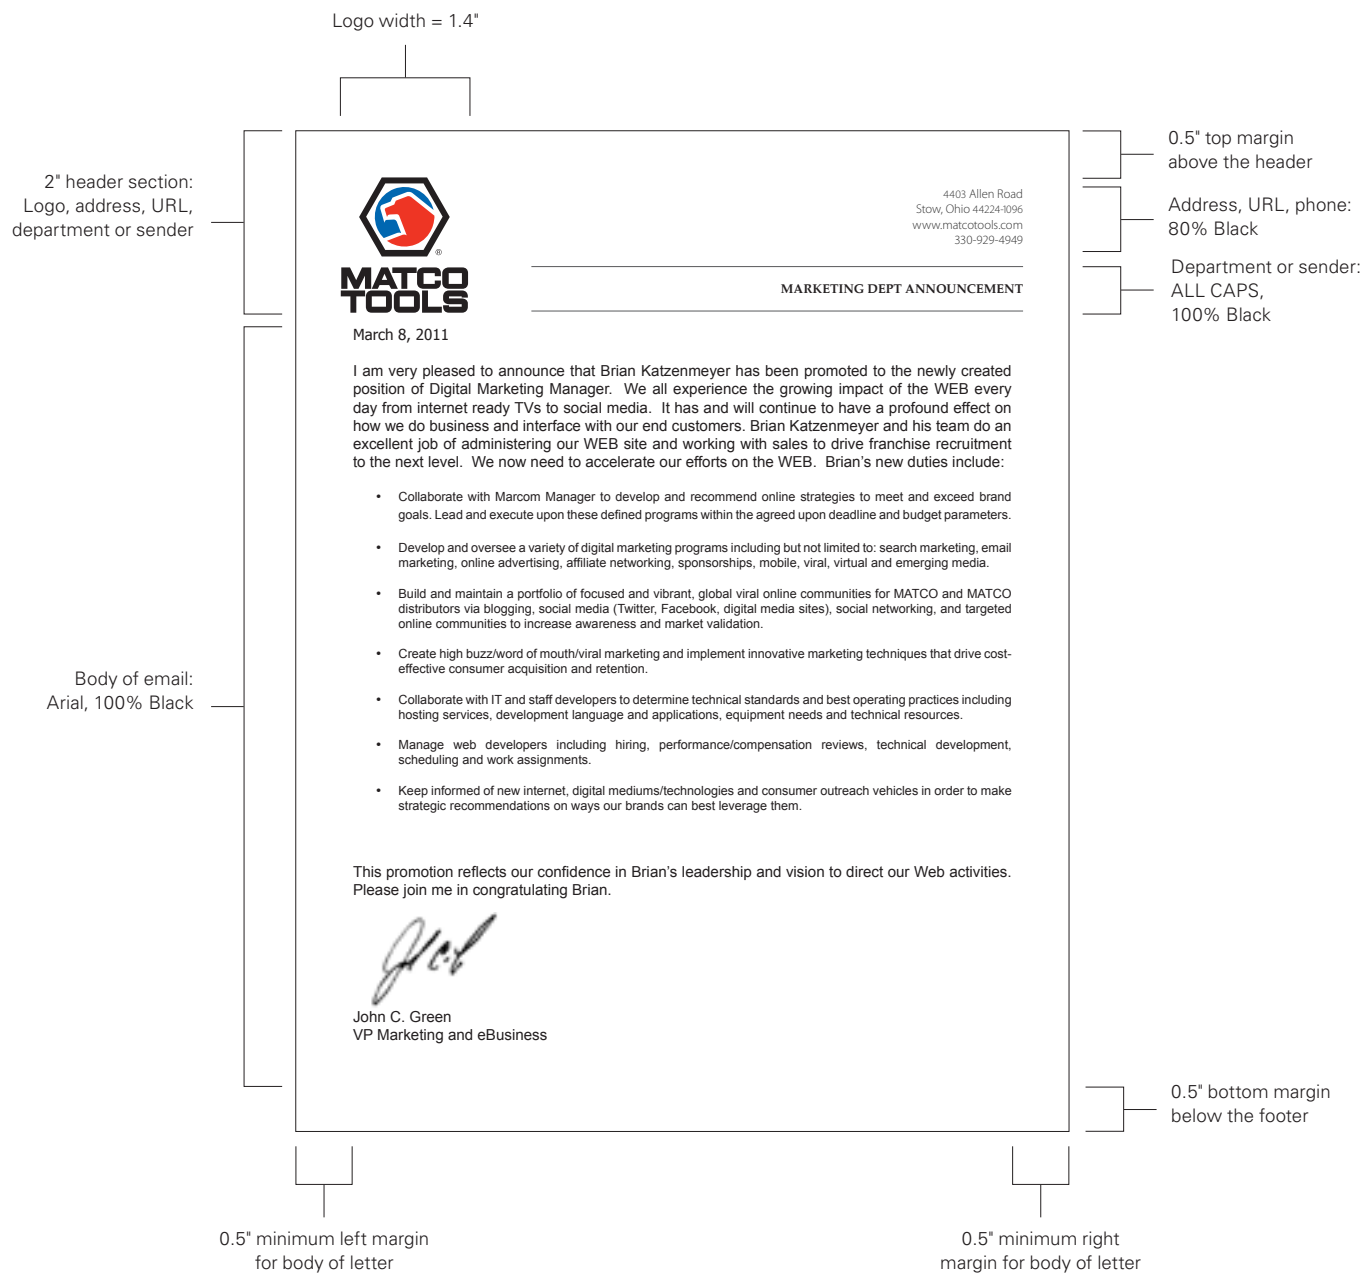 Logo width = 1.4"
2" header section:
Logo, address, URL,
department or sender
0.5" top margin
above the header
Address, URL, phone:
80% Black
Department or sender:
ALL CAPS,
100% Black
®
MATCO
TOOLS
4403 Allen Road
Stow, Ohio 44224-1096
www.matcotools.com
330-929-4949
MARKETING DEPT ANNOUNCEMENT
March 8, 2011
I am very pleased to announce that Brian Katzenmeyer has been promoted to the newly created
position of Digital Marketing Manager.  We all experience the growing impact of the WEB every
day from internet ready TVs to social media.  It has and will continue to have a profound effect on
how we do business and interface with our end customers. Brian Katzenmeyer and his team do an
excellent job of administering our WEB site and working with sales to drive franchise recruitment
to the next level.  We now need to accelerate our efforts on the WEB.  Brian’s new duties include:
• Collaborate with Marcom Manager to develop and recommend online strategies to meet and exceed brand
goals. Lead and execute upon these defined programs within the agreed upon deadline and budget parameters.
• Develop and oversee a variety of digital marketing programs including but not limited to: search marketing, email
marketing, online advertising, affiliate networking, sponsorships, mobile, viral, virtual and emerging media.
• Build and maintain a portfolio of focused and vibrant, global viral online communities for MATCO and MATCO
distributors via blogging, social media (Twitter, Facebook, digital media sites), social networking, and targeted
online communities to increase awareness and market validation.
• Create high buzz/word of mouth/viral marketing and implement innovative marketing techniques that drive cost-
effective consumer acquisition and retention.
• Collaborate with IT and staff developers to determine technical standards and best operating practices including
hosting services, development language and applications, equipment needs and technical resources.
• Manage web developers including hiring, performance/compensation reviews, technical development,
scheduling and work assignments.
• Keep informed of new internet, digital mediums/technologies and consumer outreach vehicles in order to make
strategic recommendations on ways our brands can best leverage them.
Body of email:
Arial, 100% Black
This promotion reflects our confidence in Brian’s leadership and vision to direct our Web activities.
Please join me in congratulating Brian.
John C. Green
VP Marketing and eBusiness
0.5" bottom margin
below the footer
0.5" minimum left margin
for body of letter
0.5" minimum right
margin for body of letter